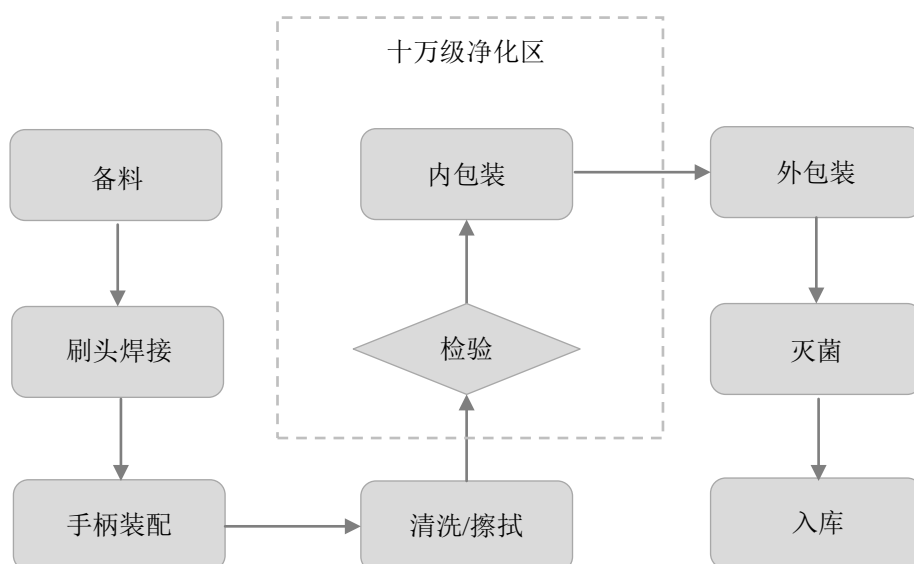 十万级净化区
备料
刷头焊接
手柄装配
清洗/擦拭
检验
内包装
外包装
灭菌
入库